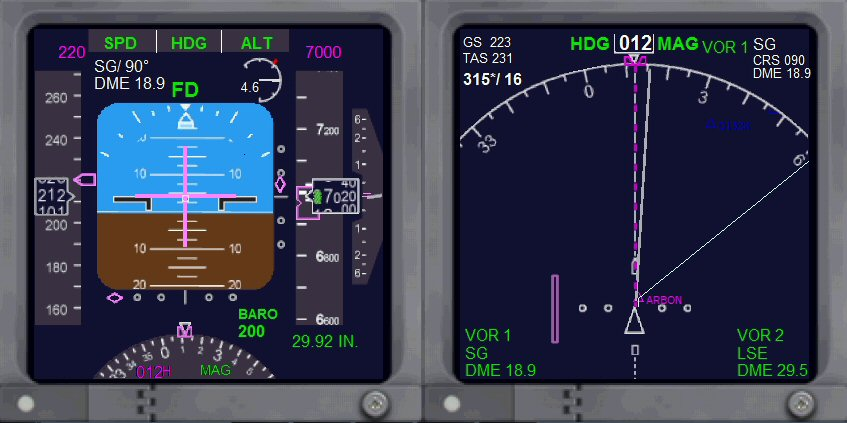 SPD HDG ALT
220
7000
SG/ 90°
DME 18.9
FD
4.6
260
240
200
180
160
212
7200
7020
00
6800
6600
6
2
1
1
2
6
10
10
10
10
20
20
BARO
200
29.92 IN.
33
0
3
012H
MAG
GS 223
TAS 231
315*/ 16
HDG 012 MAG
VOR 1
SG
CRS 090
DME 18.9
33
0
3
6
ARBON
VOR 1
SG
DME 18.9
VOR 2
LSE
DME 29.5